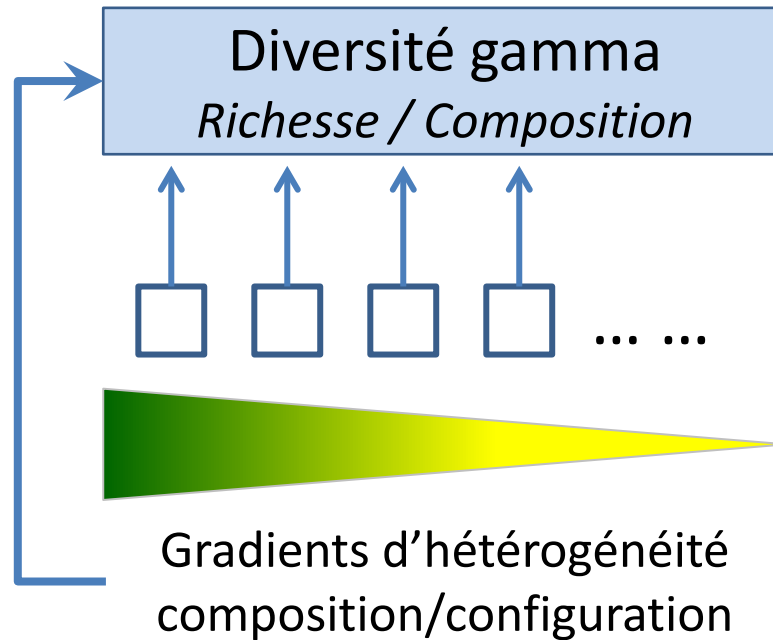 Diversité gamma
Richesse / Composition
... ...
Gradients d’hétérogénéité
composition/configuration